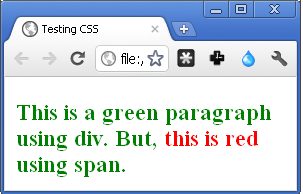 Testing CSS
file:,
This is a green paragraph
using div. But, this is red
using span.